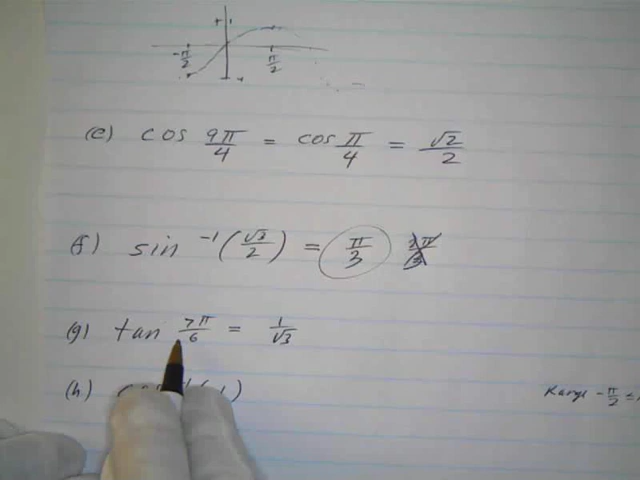 -π/2 π/2
(e) cos 9π/4 = cos π/4 = √2/2
(f) sin⁻¹(√3/2) = π/3
(g) tan 7π/6 = 1/√3
(h)
Range -π/2 ≤